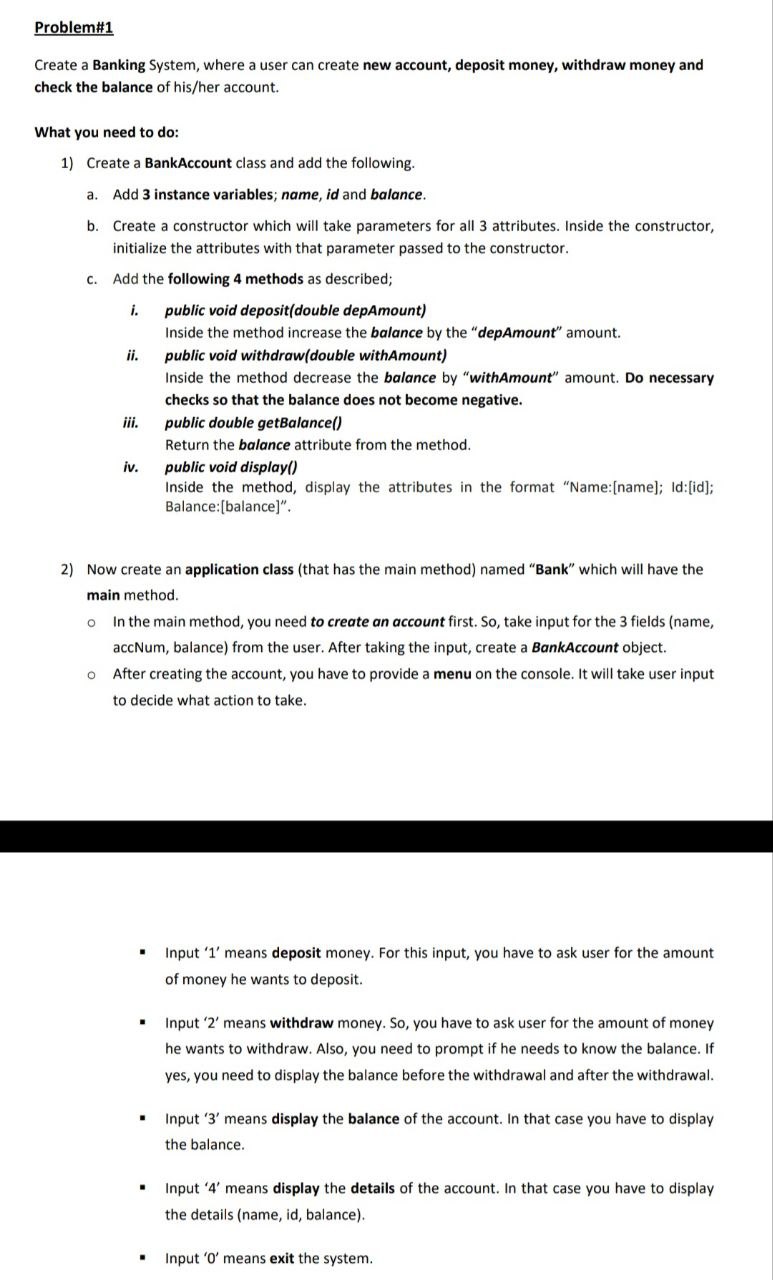 Problem#1
Create a Banking System, where a user can create new account, deposit money, withdraw money and
check the balance of his/her account.
What you need to do:
1) Create a BankAccount class and add the following.
a. Add 3 instance variables; name, id and balance.
b. Create a constructor which will take parameters for all 3 attributes. Inside the constructor,
initialize the attributes with that parameter passed to the constructor.
c. Add the following 4 methods as described;
i. public void deposit(double depAmount)
Inside the method increase the balance by the “depAmount” amount.
ii. public void withdraw(double withAmount)
Inside the method decrease the balance by “withAmount” amount. Do necessary
checks so that the balance does not become negative.
iii. public double getBalance()
Return the balance attribute from the method.
iv. public void display()
Inside the method, display the attributes in the format “Name:[name]; Id:[id];
Balance:[balance]”.
2) Now create an application class (that has the main method) named “Bank” which will have the
main method.
o In the main method, you need to create an account first. So, take input for the 3 fields (name,
accNum, balance) from the user. After taking the input, create a BankAccount object.
o After creating the account, you have to provide a menu on the console. It will take user input
to decide what action to take.
▪ Input ‘1’ means deposit money. For this input, you have to ask user for the amount
of money he wants to deposit.
▪ Input ‘2’ means withdraw money. So, you have to ask user for the amount of money
he wants to withdraw. Also, you need to prompt if he needs to know the balance. If
yes, you need to display the balance before the withdrawal and after the withdrawal.
▪ Input ‘3’ means display the balance of the account. In that case you have to display
the balance.
▪ Input ‘4’ means display the details of the account. In that case you have to display
the details (name, id, balance).
▪ Input ‘0’ means exit the system.